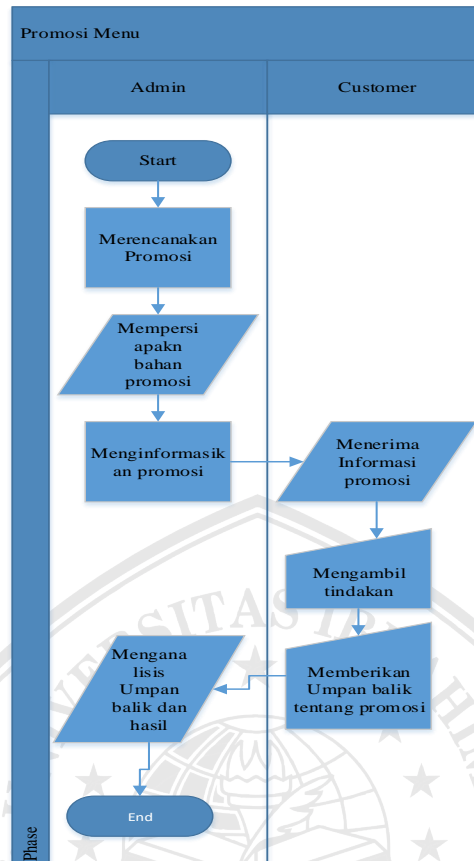 Promosi Menu
Admin
Customer
Start
Merencanakan
Promosi
Mempersi
apakn
bahan
promosi
Menginformasik
an promosi
Menerima
Informasi
promosi
Mengambil
tindakan
Memberikan
Umpan balik
tentang promosi
Mengana
lisis
Umpan
balik dan
hasil
End
Phase